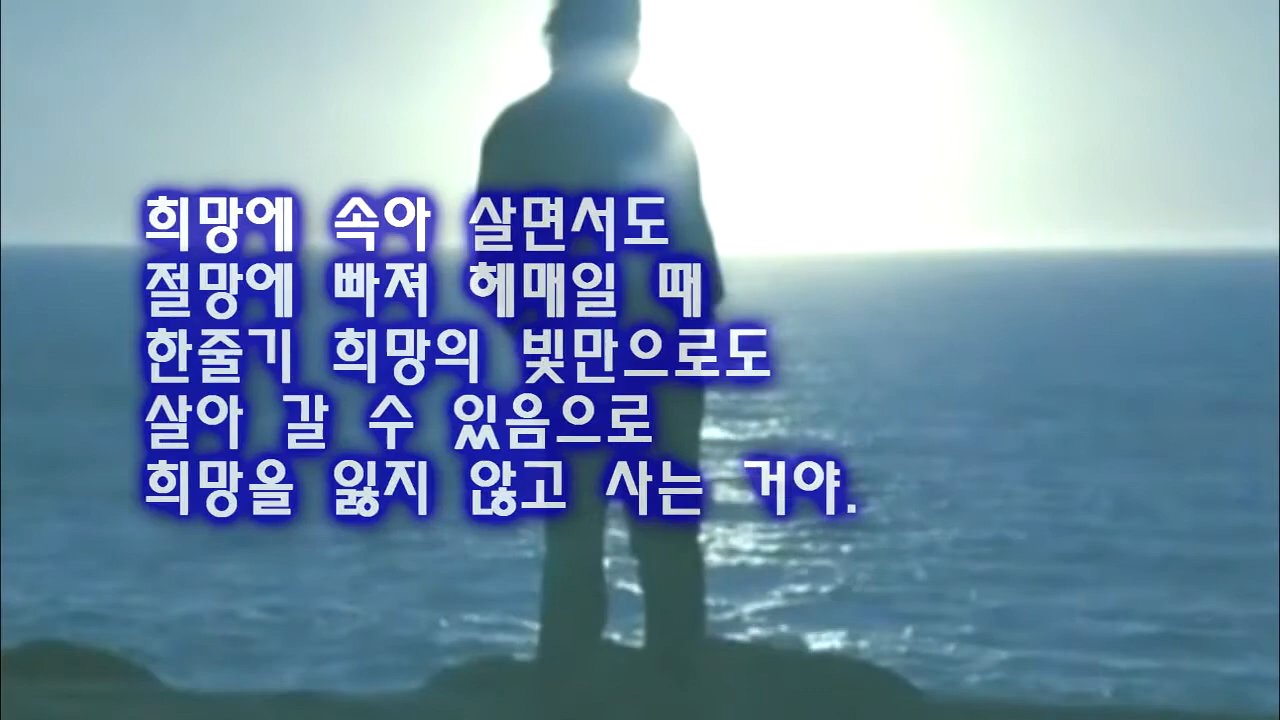 희망에 속아 살면서도
절망에 빠져 헤매일 때
한줄기 희망의 빛만으로도
살아 갈 수 있음으로
희망을 잃지 않고 사는 거야.